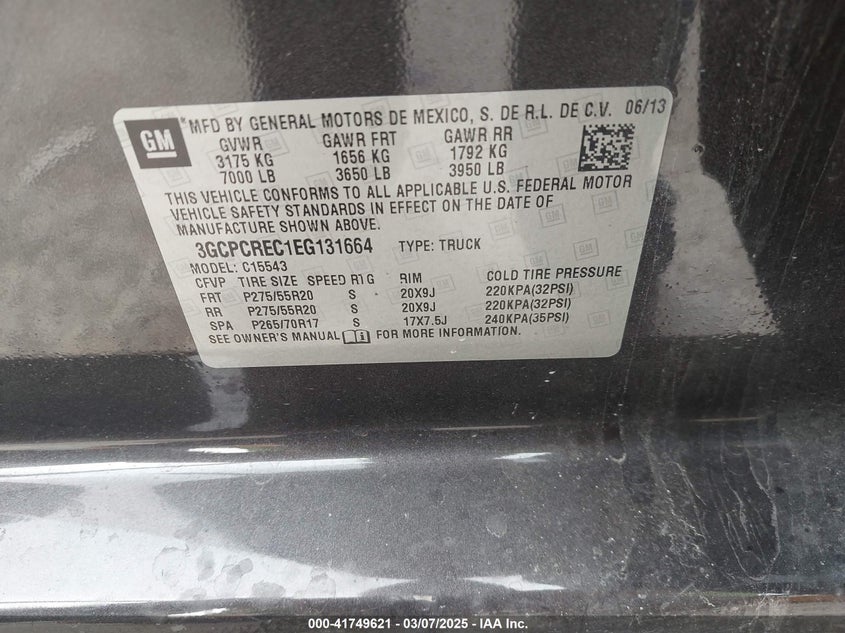 GM
*MFD BY GENERAL MOTORS DE MEXICO, S. DE R.L. DE C.V. 06/13
GVWR GAWR FRT GAWR RR
3175 KG 1656 KG 1792 KG
7000 LB 3650 LB 3950 LB
THIS VEHICLE CONFORMS TO ALL APPLICABLE U.S. FEDERAL MOTOR
VEHICLE SAFETY STANDARDS IN EFFECT ON THE DATE OF
MANUFACTURE SHOWN ABOVE.
3GCPCREC1EG131664 TYPE: TRUCK
MODEL: C15543
CFVP TIRE SIZE SPEED RTG RIM COLD TIRE PRESSURE
FRT P275/55R20 S 20X9J 220KPA(32PSI)
RR P275/55R20 S 20X9J 220KPA(32PSI)
SPA P265/70R17 S 17X7.5J 240KPA(35PSI)
SEE OWNER'S MANUAL FOR MORE INFORMATION.
000-41749621 - 03/07/2025 - IAA Inc.